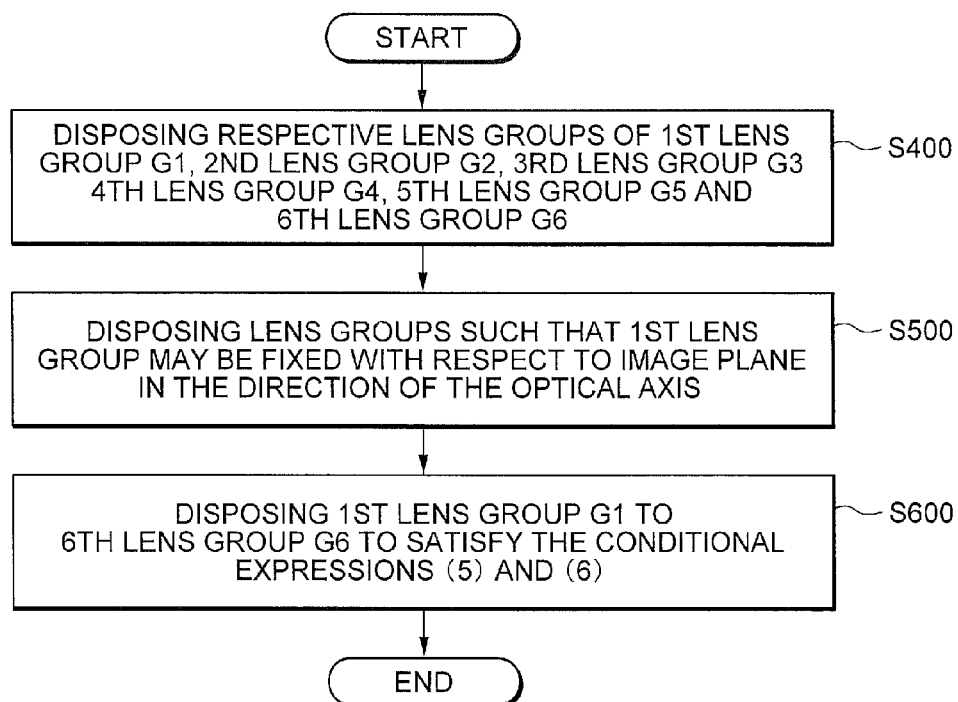 START
DISPOSING RESPECTIVE LENS GROUPS OF 1ST LENS
GROUP G1, 2ND LENS GROUP G2, 3RD LENS GROUP G3
4TH LENS GROUP G4, 5TH LENS GROUP G5 AND
6TH LENS GROUP G6
S400
DISPOSING LENS GROUPS SUCH THAT 1ST LENS
GROUP MAY BE FIXED WITH RESPECT TO IMAGE PLANE
IN THE DIRECTION OF THE OPTICAL AXIS
S500
DISPOSING 1ST LENS GROUP G1 TO
6TH LENS GROUP G6 TO SATISFY THE CONDITIONAL
EXPRESSIONS (5) AND (6)
S600
END